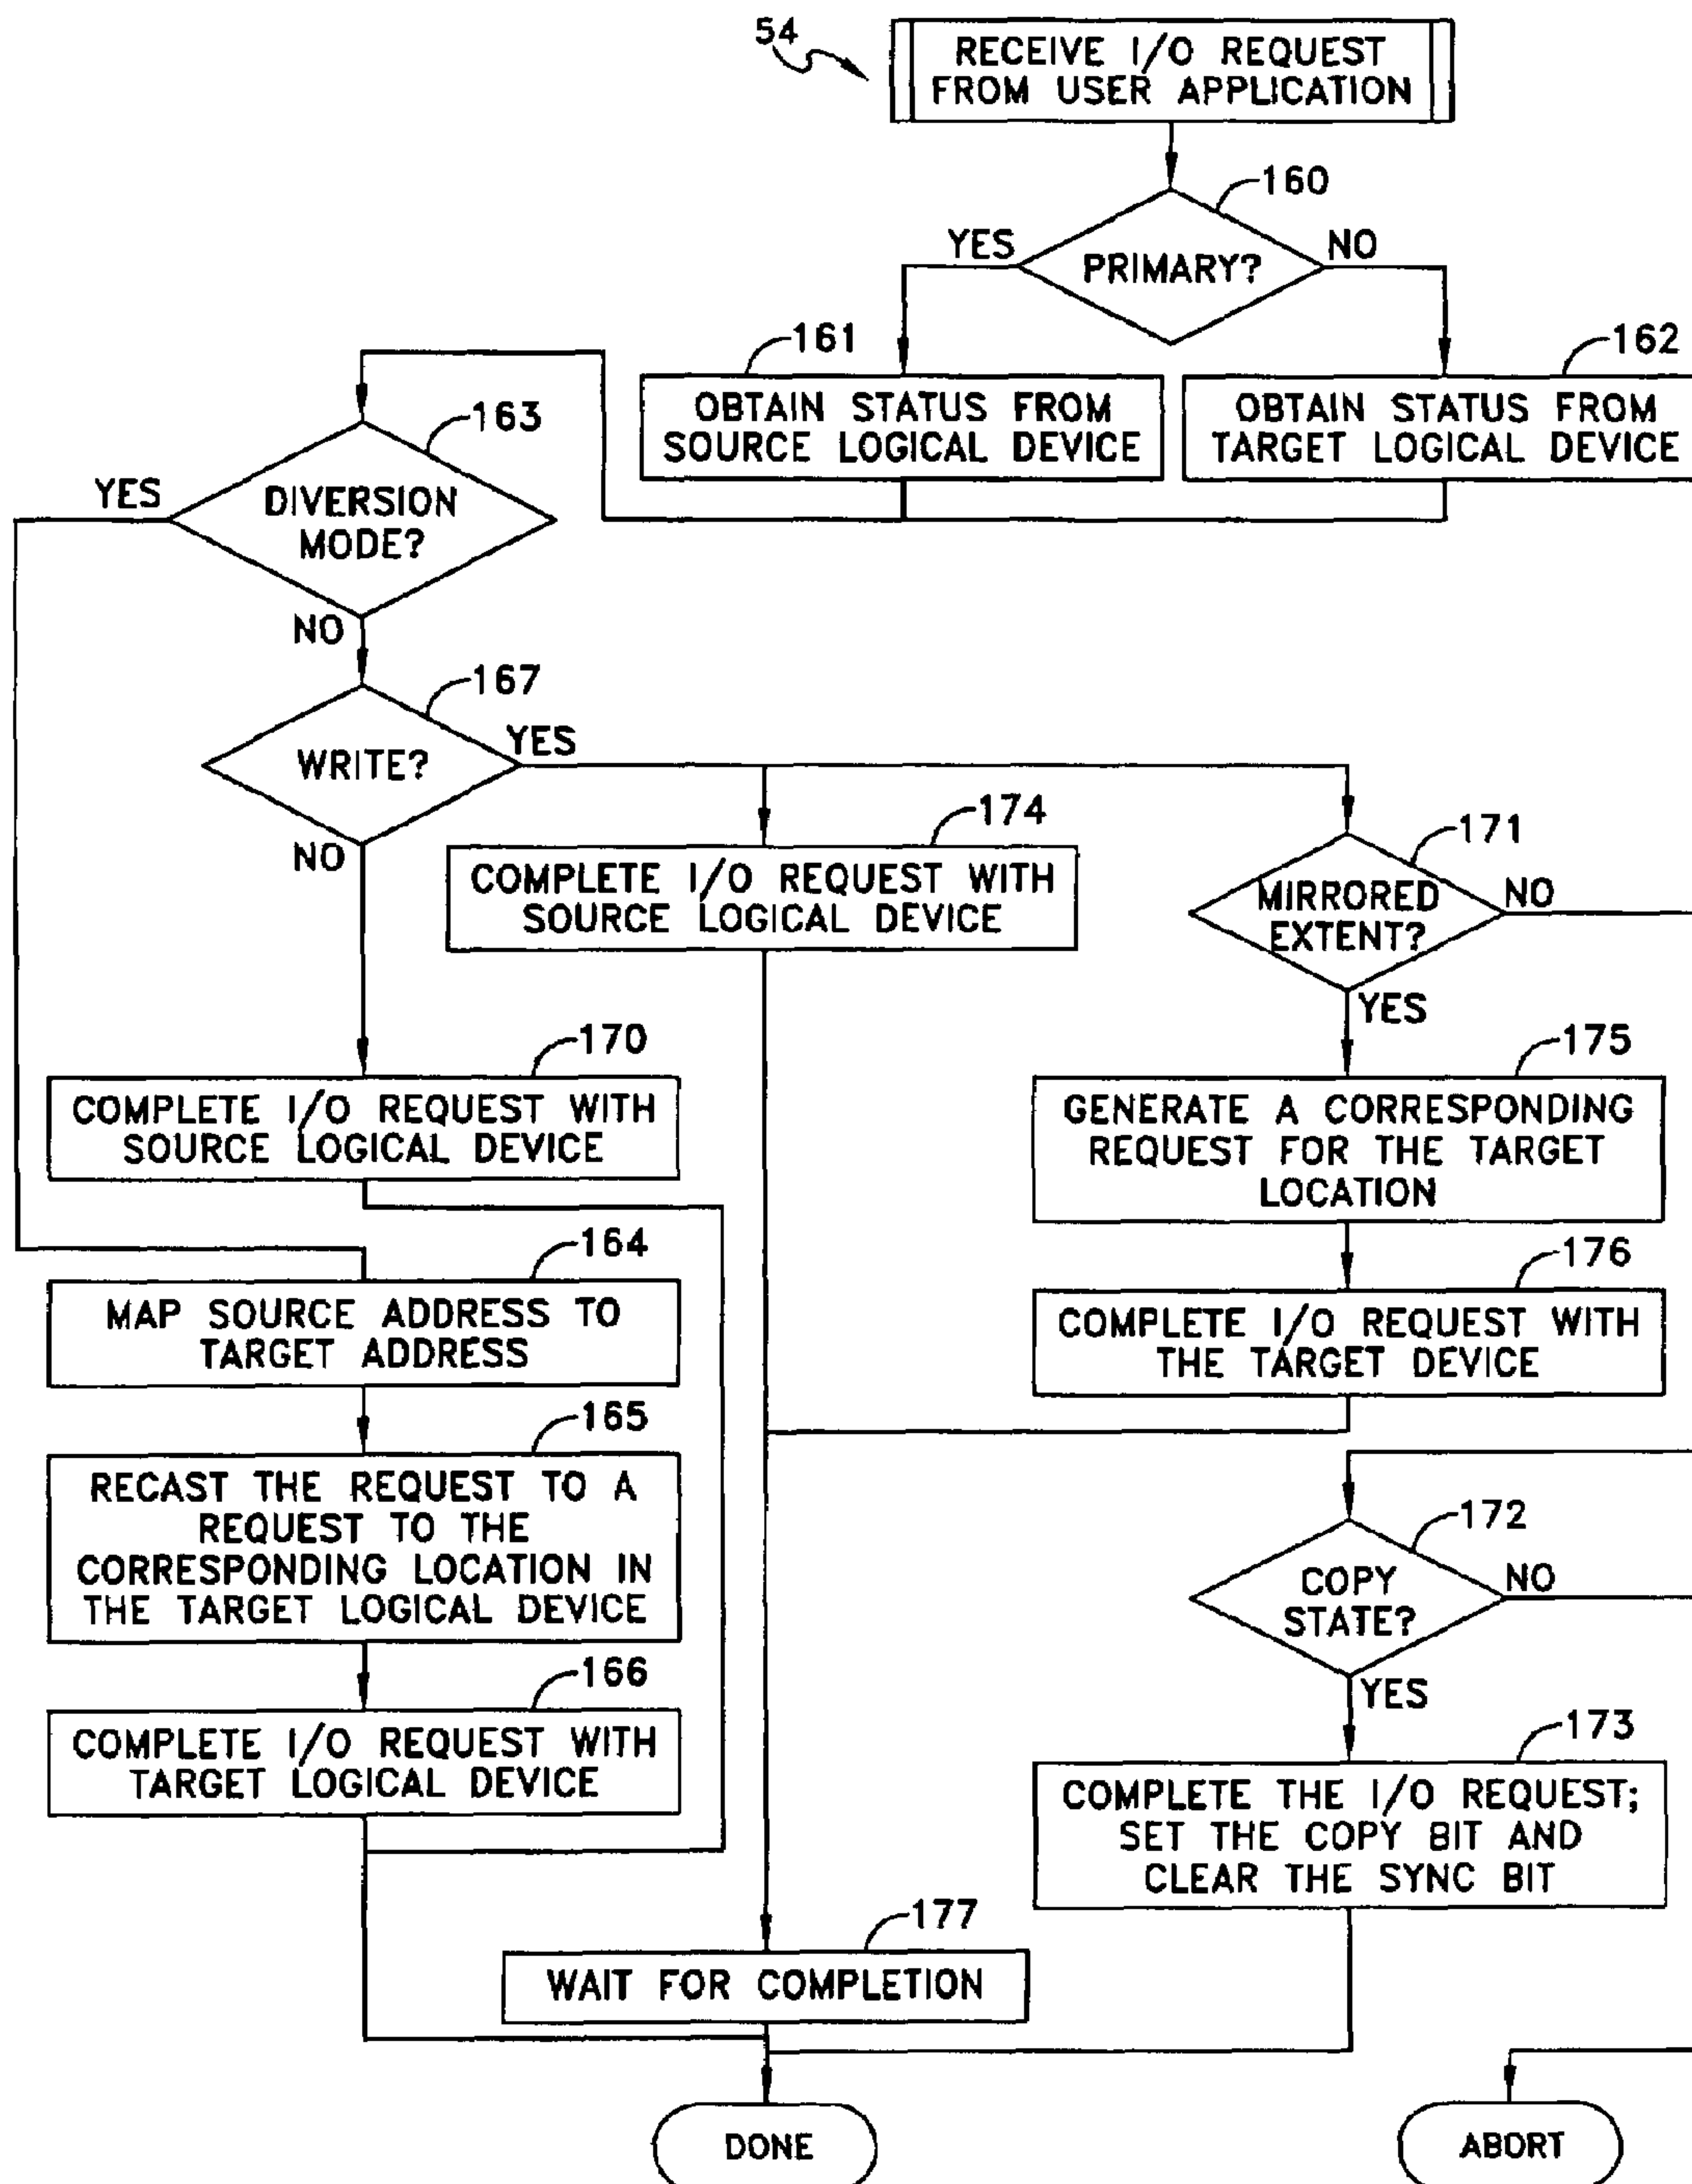 54
RECEIVE I/O REQUEST
FROM USER APPLICATION
160
YES
PRIMARY?
NO
161
OBTAIN STATUS FROM
SOURCE LOGICAL DEVICE
162
OBTAIN STATUS FROM
TARGET LOGICAL DEVICE
163
YES
DIVERSION
MODE?
NO
167
WRITE?
YES
NO
174
COMPLETE I/O REQUEST WITH
SOURCE LOGICAL DEVICE
171
MIRRORED
EXTENT?
NO
YES
170
COMPLETE I/O REQUEST WITH
SOURCE LOGICAL DEVICE
175
GENERATE A CORRESPONDING
REQUEST FOR THE TARGET
LOCATION
164
MAP SOURCE ADDRESS TO
TARGET ADDRESS
176
COMPLETE I/O REQUEST WITH
THE TARGET DEVICE
165
RECAST THE REQUEST TO A
REQUEST TO THE
CORRESPONDING LOCATION IN
THE TARGET LOGICAL DEVICE
172
COPY
STATE?
NO
YES
166
COMPLETE I/O REQUEST WITH
TARGET LOGICAL DEVICE
173
COMPLETE THE I/O REQUEST;
SET THE COPY BIT AND
CLEAR THE SYNC BIT
177
WAIT FOR COMPLETION
DONE
ABORT